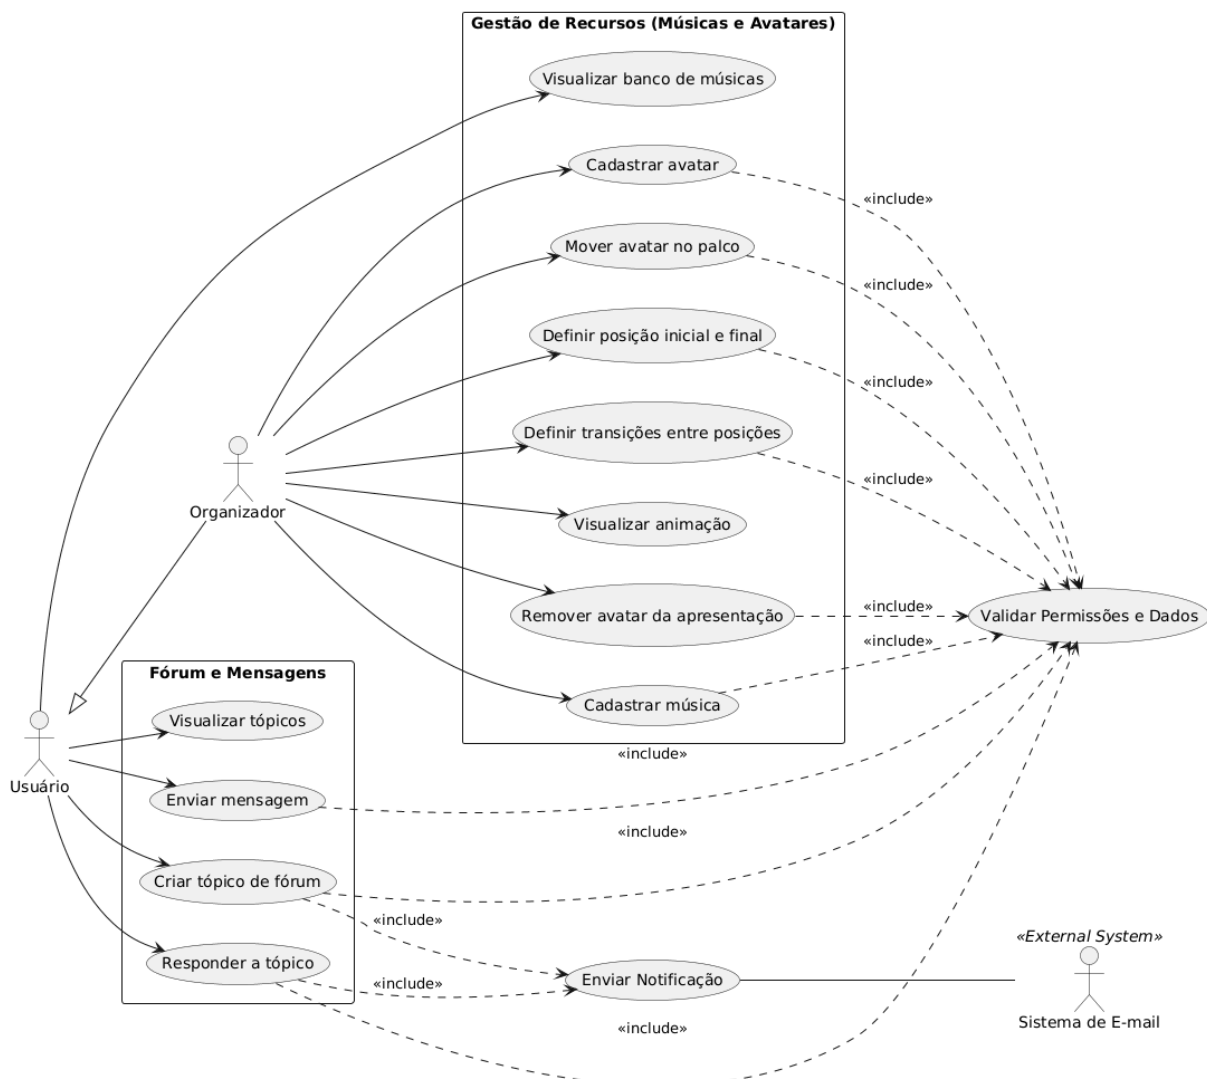 Gestão de Recursos (Músicas e Avatares)
Visualizar banco de músicas
Cadastrar avatar
«include»
Mover avatar no palco
«include»
Definir posição inicial e final
«include»
Definir transições entre posições
«include»
Organizador
Visualizar animação
Remover avatar da apresentação
«include»
Validar Permissões e Dados
«include»
Cadastrar música
Fórum e Mensagens
Visualizar tópicos
«include»
Usuário
Enviar mensagem
«include»
Criar tópico de fórum
«include»
«External System»
Responder a tópico
«include»
Enviar Notificação
Sistema de E-mail
«include»